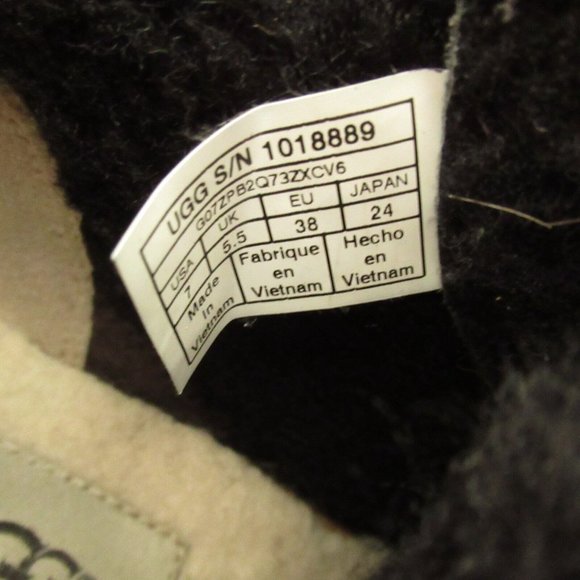 UGG S/N 1018889
G07ZPB2Q73ZXCV6
USA UK EU JAPAN
7 5.5 38 24
Made in Vietnam
Fabrique en Vietnam
Hecho en Vietnam